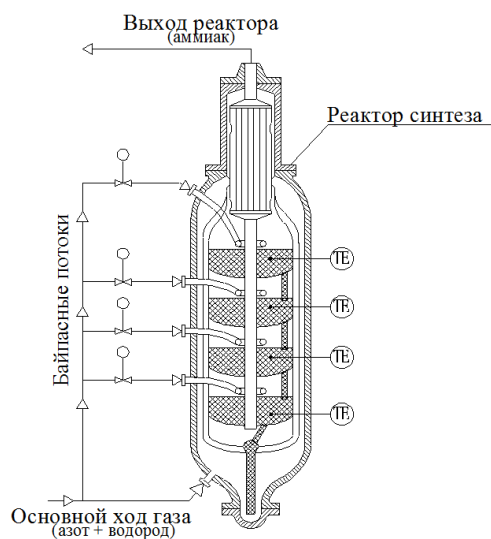 Выход реактора
(аммиак)
Реактор синтеза
Байпасные потоки
TE
TE
TE
TE
Основной ход газа
(азот + водород)